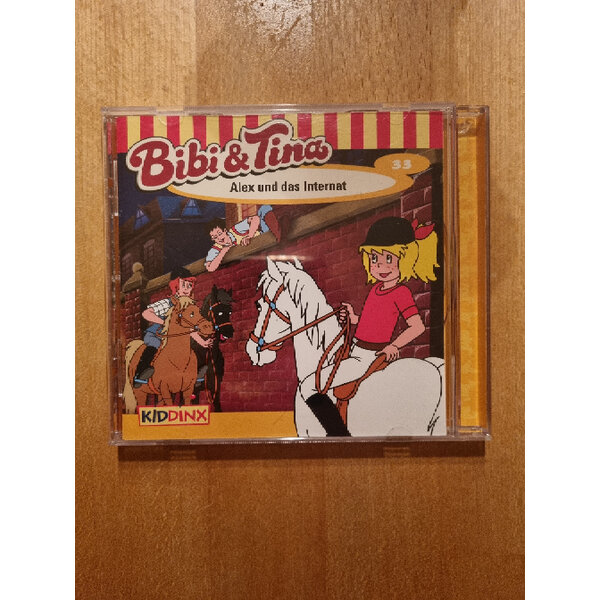 Bibi & Tina
33
Alex und das Internat
KIDDINX